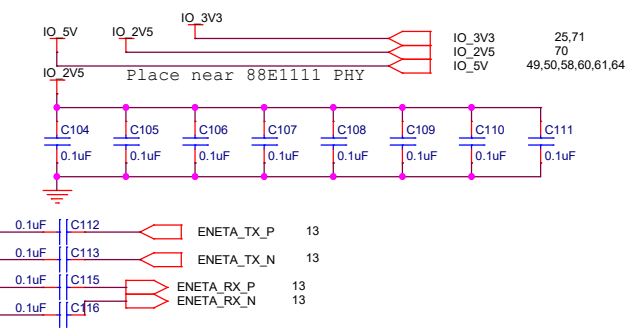 IO_3V3
IO_5V IO_2V5
IO_3V3 25,71
IO_2V5 70
IO_5V 49,50,58,60,61,64
IO_2V5 Place near 88E1111 PHY
C104 C105 C106 C107 C108 C109 C110 C111
0.1uF 0.1uF 0.1uF 0.1uF 0.1uF 0.1uF 0.1uF 0.1uF
0.1uF C112 ENETA_TX_P 13
0.1uF C113 ENETA_TX_N 13
0.1uF C115 ENETA_RX_P 13
ENETA_RX_N 13
0.1uF C116